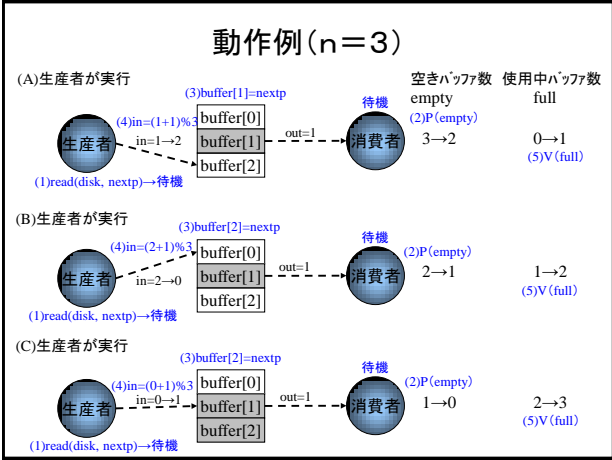 動作例(n=3)
(A)生産者が実行
(3)buffer[1]=nextp
待機
空きバッファ数
使用中バッファ数
empty
full
(4)in=(1+1)%3
(2)P(empty)
buffer[0]
生産者
in=1→2
buffer[1]
out=1
消費者
3→2
0→1
buffer[2]
(5)V(full)
(1)read(disk, nextp)→待機
(B)生産者が実行
(3)buffer[2]=nextp
待機
(4)in=(2+1)%3
(2)P(empty)
buffer[0]
生産者
in=2→0
buffer[1]
out=1
消費者
2→1
1→2
buffer[2]
(5)V(full)
(1)read(disk, nextp)→待機
(C)生産者が実行
(3)buffer[2]=nextp
待機
(4)in=(0+1)%3
(2)P(empty)
buffer[0]
生産者
in=0→1
buffer[1]
out=1
消費者
1→0
2→3
buffer[2]
(5)V(full)
(1)read(disk, nextp)→待機